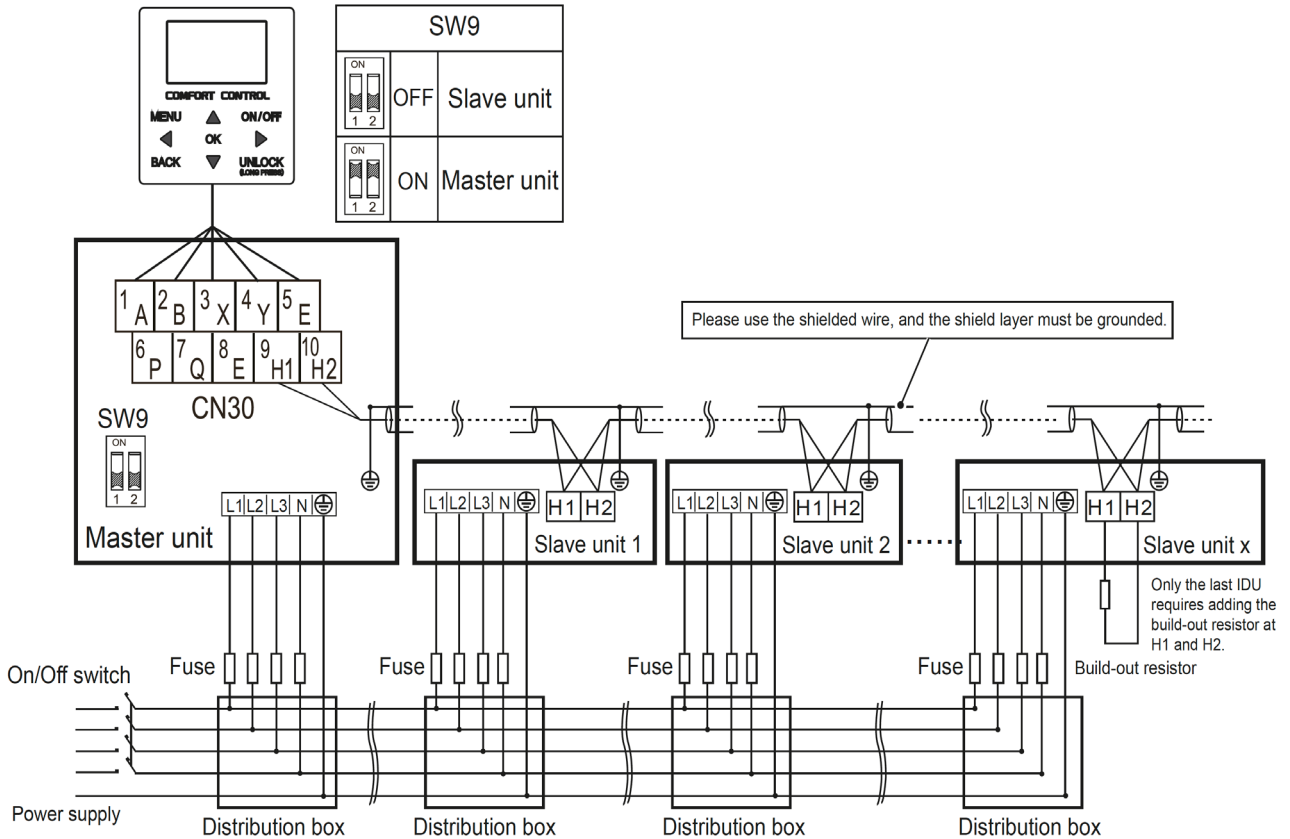 COMFORT CONTROL
MENU
ON/OFF
OK
BACK
UNLOCK
(LONG PRESS)
SW9
ON
1 2
OFF
Slave unit
ON
1 2
ON
Master unit
1 A
2 B
3 X
4 Y
5 E
6 P
7 Q
8 E
9 H1
10 H2
CN30
SW9
ON
1 2
L1 L2 L3 N
Master unit
Please use the shielded wire, and the shield layer must be grounded.
L1 L2 L3 N
H1 H2
Slave unit 1
L1 L2 L3 N
H1 H2
Slave unit 2
L1 L2 L3 N
H1 H2
Slave unit x
Only the last IDU
requires adding the
build-out resistor at
H1 and H2.
Build-out resistor
Fuse
Fuse
Fuse
Fuse
On/Off switch
Power supply
Distribution box
Distribution box
Distribution box
Distribution box